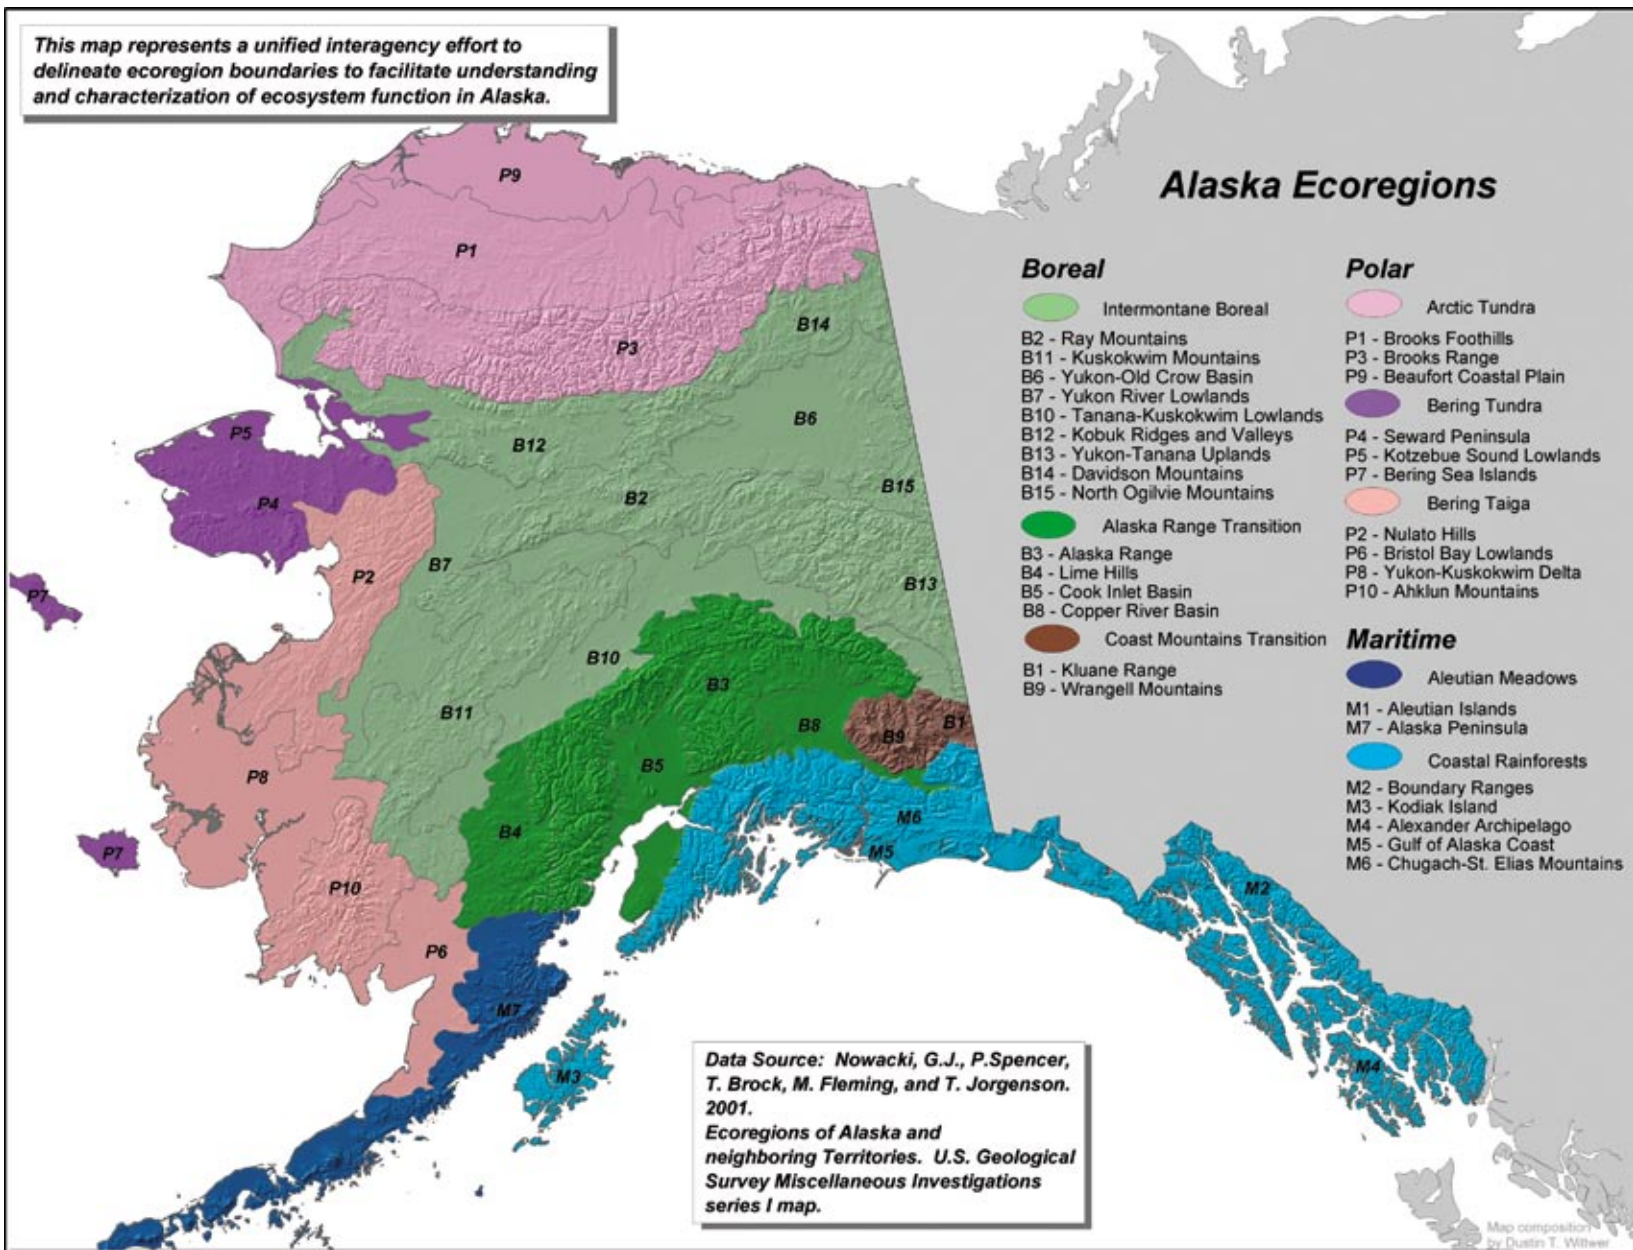 This map represents a unified interagency effort to
delineate ecoregion boundaries to facilitate understanding
and characterization of ecosystem function in Alaska.
Alaska Ecoregions
Boreal
Intermontane Boreal
B2 - Ray Mountains
B11 - Kuskokwim Mountains
B6 - Yukon-Old Crow Basin
B7 - Yukon River Lowlands
B10 - Tanana-Kuskokwim Lowlands
B12 - Kobuk Ridges and Valleys
B13 - Yukon-Tanana Uplands
B14 - Davidson Mountains
B15 - North Ogilvie Mountains
Alaska Range Transition
B3 - Alaska Range
B4 - Lime Hills
B5 - Cook Inlet Basin
B8 - Copper River Basin
Coast Mountains Transition
B1 - Kluane Range
B9 - Wrangell Mountains
Polar
Arctic Tundra
P1 - Brooks Foothills
P3 - Brooks Range
P9 - Beaufort Coastal Plain
Bering Tundra
P4 - Seward Peninsula
P5 - Kotzebue Sound Lowlands
P7 - Bering Sea Islands
Bering Taiga
P2 - Nulato Hills
P6 - Bristol Bay Lowlands
P8 - Yukon-Kuskokwim Delta
P10 - Ahklun Mountains
Maritime
Aleutian Meadows
M1 - Aleutian Islands
M7 - Alaska Peninsula
Coastal Rainforests
M2 - Boundary Ranges
M3 - Kodiak Island
M4 - Alexander Archipelago
M5 - Gulf of Alaska Coast
M6 - Chugach-St. Elias Mountains
P9
P1
B14
P3
B6
P5
B12
B15
B2
P4
B7
P2
B13
P7
B10
B3
B11
B1
B8
B9
B5
P8
M6
B4
M5
P7
P10
M2
P6
M7
M4
M3
Data Source: Nowacki, G.J., P.Spencer,
T. Brock, M. Fleming, and T. Jorgenson.
2001.
Ecoregions of Alaska and
neighboring Territories. U.S. Geological
Survey Miscellaneous Investigations
series I map.
Map composition
by Dustin T. Wittwer